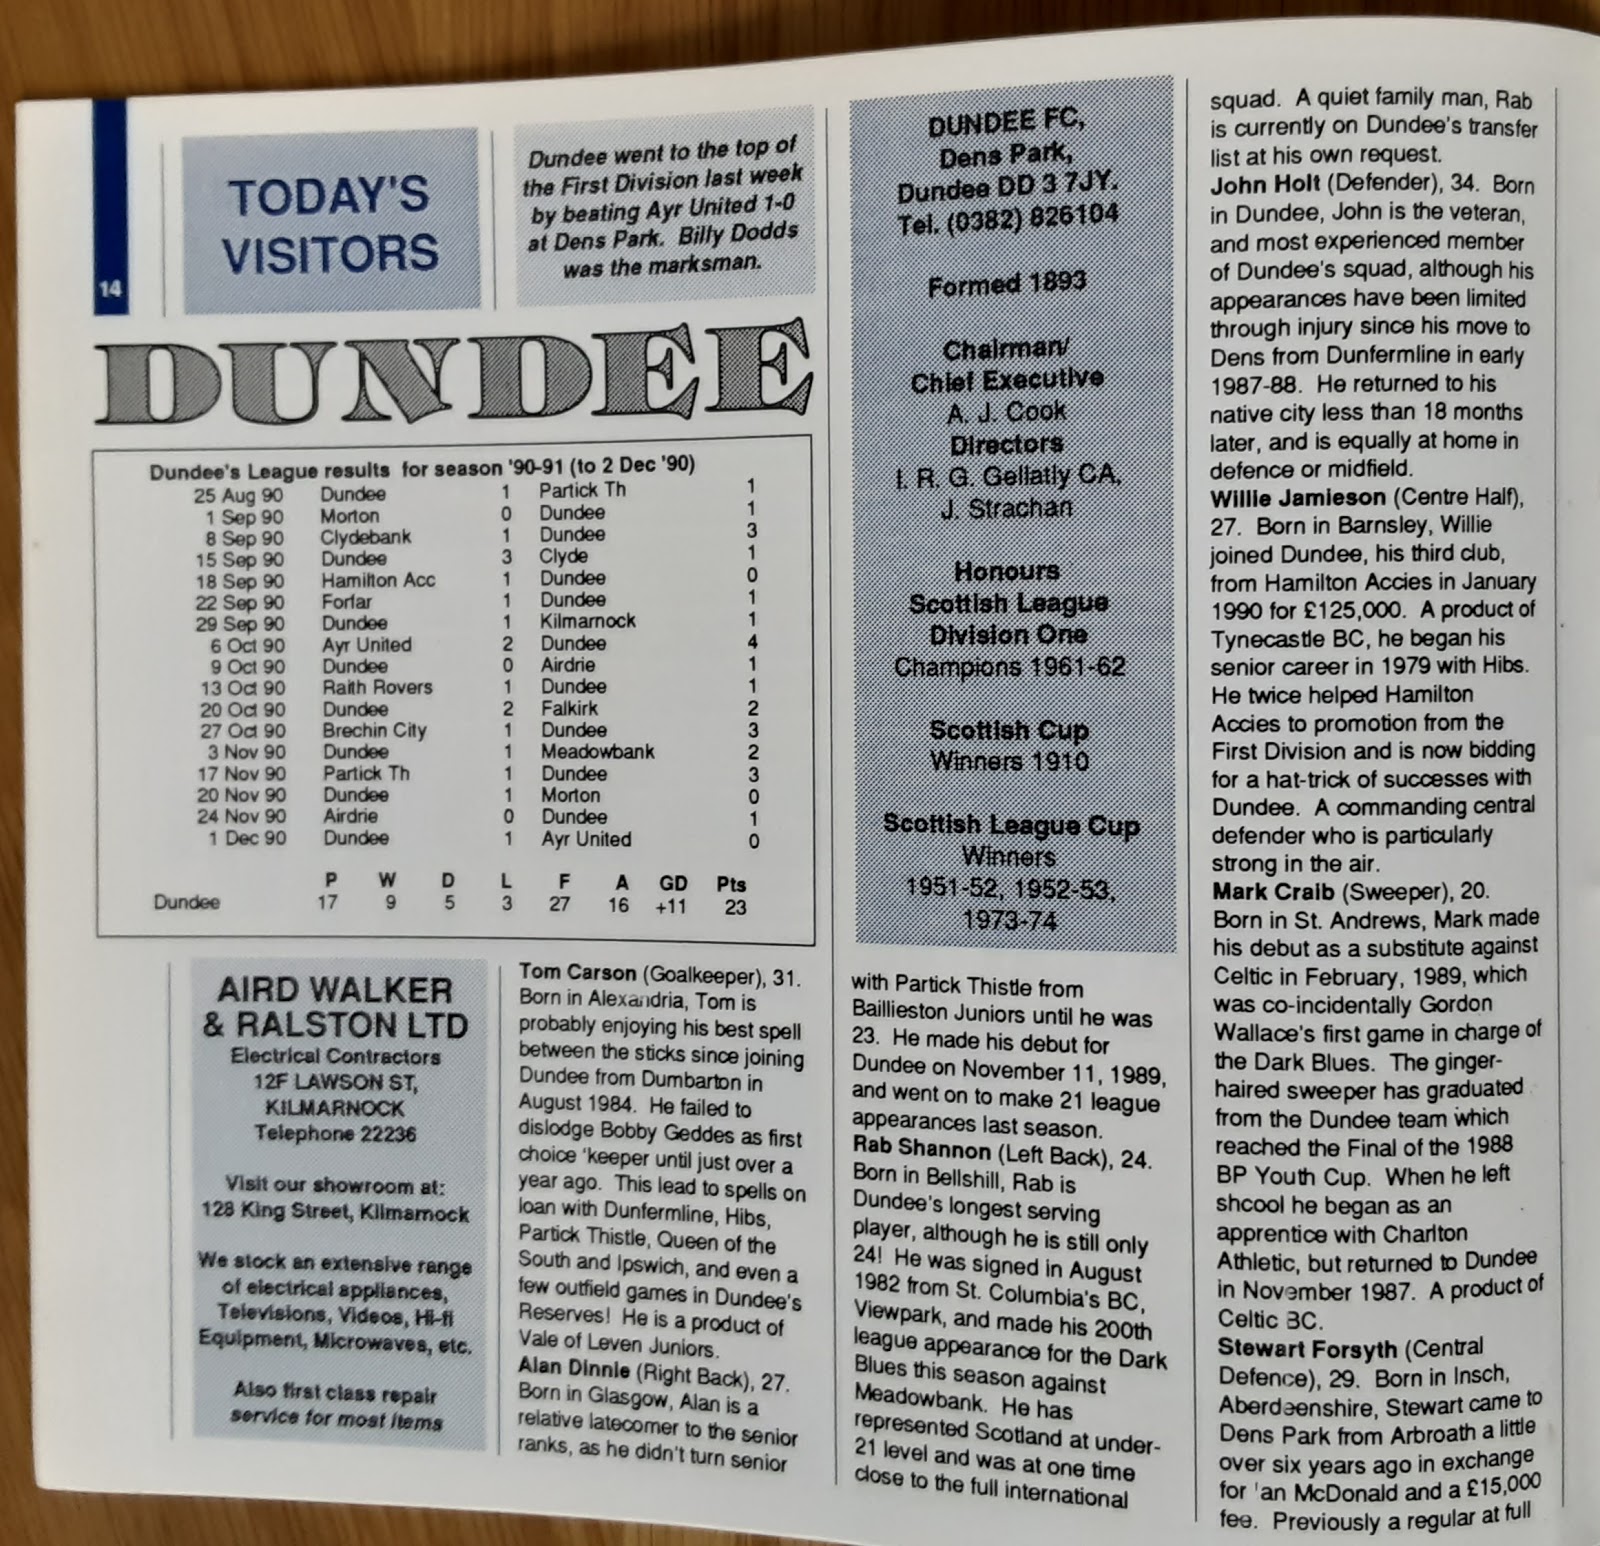 14
TODAY'S
VISITORS
Dundee went to the top of
the First Division last week
by beating Ayr United 1-0
at Dens Park. Billy Dodds
was the marksman.
DUNDEE
Dundee's League results for season '90-91 (to 2 Dec '90)
25 Aug 90 Dundee 1 Partick Th 1
1 Sep 90 Morton 0 Dundee 1
8 Sep 90 Clydebank 1 Dundee 3
15 Sep 90 Dundee 3 Clyde 1
18 Sep 90 Hamilton Acc 1 Dundee 0
22 Sep 90 Forfar 1 Dundee 1
29 Sep 90 Dundee 1 Kilmarnock 1
6 Oct 90 Ayr United 2 Dundee 4
9 Oct 90 Dundee 0 Airdrie 1
13 Oct 90 Raith Rovers 1 Dundee 1
20 Oct 90 Dundee 2 Falkirk 2
27 Oct 90 Brechin City 1 Dundee 3
3 Nov 90 Dundee 1 Meadowbank 2
17 Nov 90 Partick Th 1 Dundee 3
20 Nov 90 Dundee 1 Morton 0
24 Nov 90 Airdrie 0 Dundee 1
1 Dec 90 Dundee 1 Ayr United 0
P W D L F A GD Pts
Dundee 17 9 5 3 27 16 +11 23
AIRD WALKER
& RALSTON LTD
Electrical Contractors
12F LAWSON ST,
KILMARNOCK
Telephone 22236
Visit our showroom at:
128 King Street, Kilmarnock
We stock an extensive range
of electrical appliances,
Televisions, Videos, Hi-fi
Equipment, Microwaves, etc.
Also first class repair
service for most items
Tom Carson (Goalkeeper), 31.
Born in Alexandria, Tom is
probably enjoying his best spell
between the sticks since joining
Dundee from Dumbarton in
August 1984. He failed to
dislodge Bobby Geddes as first
choice 'keeper until just over a
year ago. This lead to spells on
loan with Dunfermline, Hibs,
Partick Thistle, Queen of the
South and Ipswich, and even a
few outfield games in Dundee's
Reserves! He is a product of
Vale of Leven Juniors.
Alan Dinnie (Right Back), 27.
Born in Glasgow, Alan is a
relative latecomer to the senior
ranks, as he didn't turn senior
DUNDEE FC,
Dens Park,
Dundee DD 3 7JY.
Tel. (0382) 826104
Formed 1893
Chairman/
Chief Executive
A. J. Cook
Directors
I. R. G. Gellatly CA,
J. Strachan
Honours
Scottish League
Division One
Champions 1961-62
Scottish Cup
Winners 1910
Scottish League Cup
Winners
1951-52, 1952-53,
1973-74
with Partick Thistle from
Baillieston Juniors until he was
23. He made his debut for
Dundee on November 11, 1989,
and went on to make 21 league
appearances last season.
Rab Shannon (Left Back), 24.
Born in Bellshill, Rab is
Dundee's longest serving
player, although he is still only
24! He was signed in August
1982 from St. Columbia's BC,
Viewpark, and made his 200th
league appearance for the Dark
Blues this season against
Meadowbank. He has
represented Scotland at under-
21 level and was at one time
close to the full international
squad. A quiet family man, Rab
is currently on Dundee's transfer
list at his own request.
John Holt (Defender), 34. Born
in Dundee, John is the veteran,
and most experienced member
of Dundee's squad, although his
appearances have been limited
through injury since his move to
Dens from Dunfermline in early
1987-88. He returned to his
native city less than 18 months
later, and is equally at home in
defence or midfield.
Willie Jamieson (Centre Half),
27. Born in Barnsley, Willie
joined Dundee, his third club,
from Hamilton Accies in January
1990 for £125,000. A product of
Tynecastle BC, he began his
senior career in 1979 with Hibs.
He twice helped Hamilton
Accies to promotion from the
First Division and is now bidding
for a hat-trick of successes with
Dundee. A commanding central
defender who is particularly
strong in the air.
Mark Craib (Sweeper), 20.
Born in St. Andrews, Mark made
his debut as a substitute against
Celtic in February, 1989, which
was co-incidentally Gordon
Wallace's first game in charge of
the Dark Blues. The ginger-
haired sweeper has graduated
from the Dundee team which
reached the Final of the 1988
BP Youth Cup. When he left
shcool he began as an
apprentice with Charlton
Athletic, but returned to Dundee
in November 1987. A product of
Celtic BC.
Stewart Forsyth (Central
Defence), 29. Born in Insch,
Aberdeenshire, Stewart came to
Dens Park from Arbroath a little
over six years ago in exchange
for 'an McDonald and a £15,000
fee. Previously a regular at full